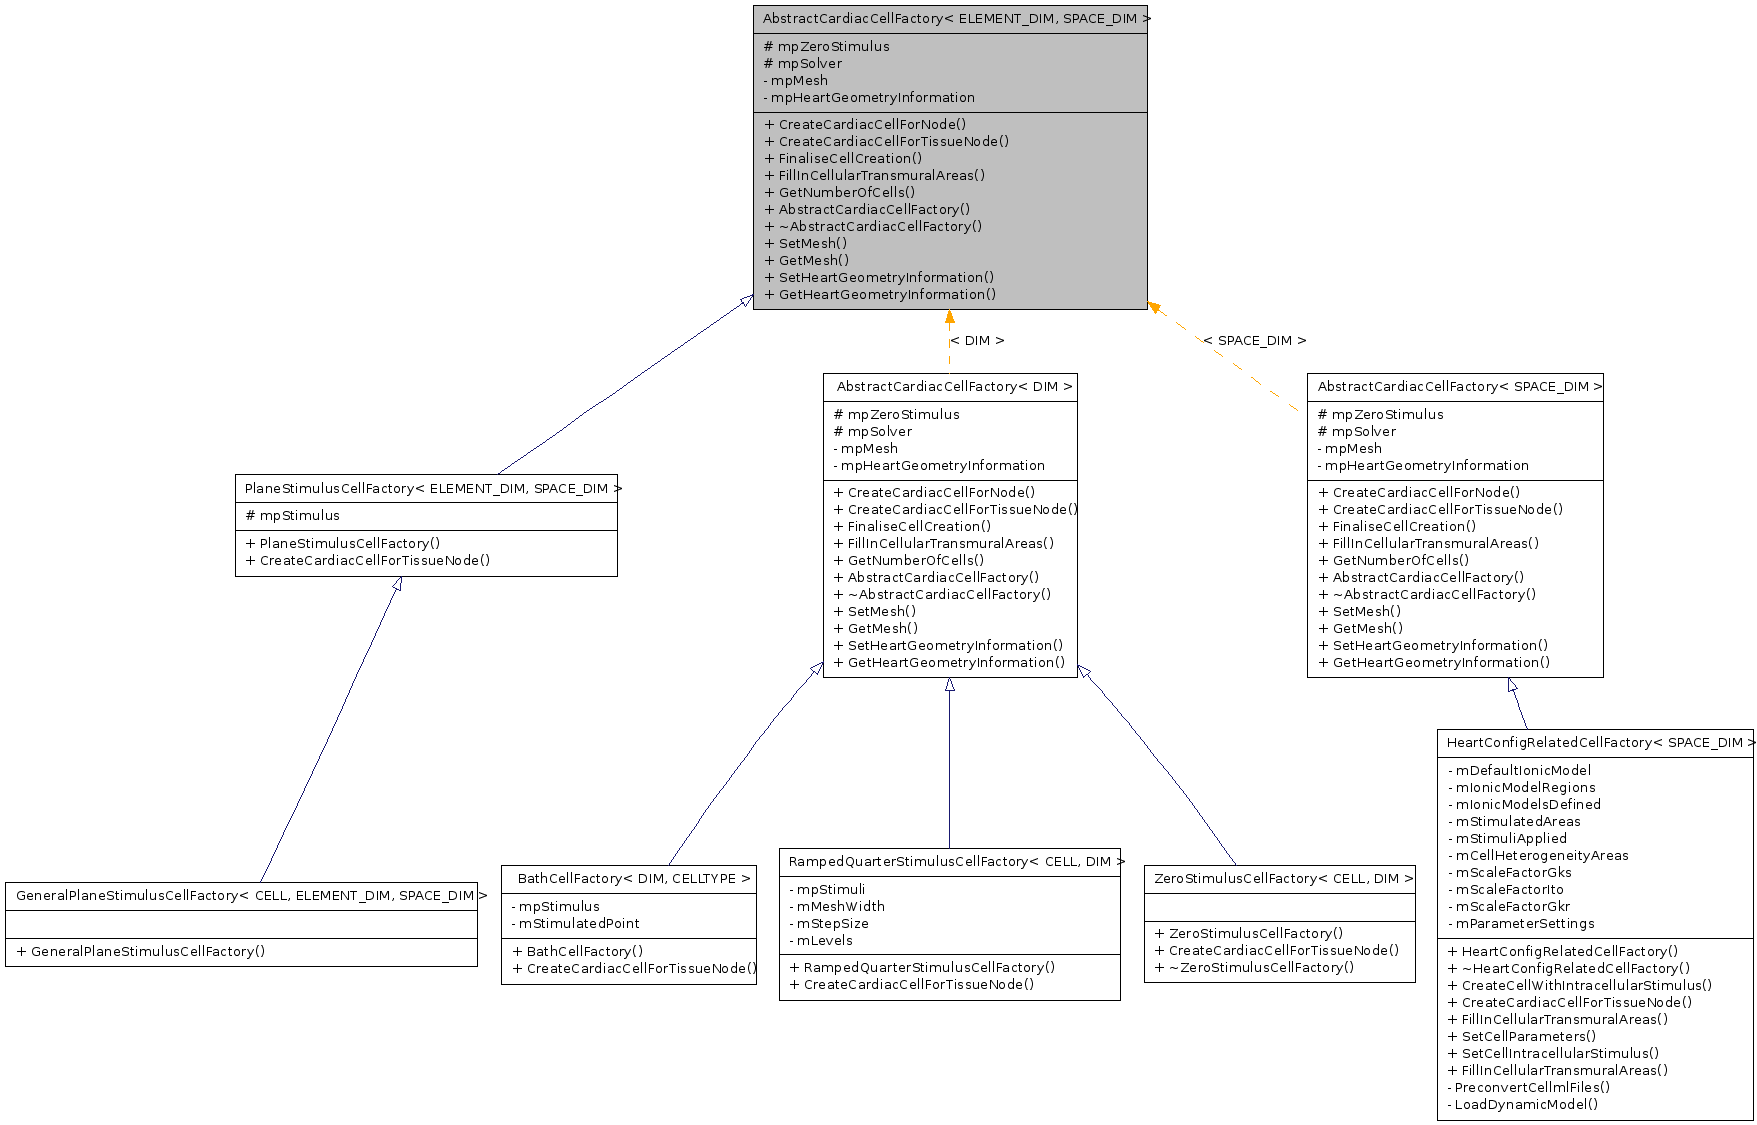 AbstractCardiacCellFactory< ELEMENT_DIM, SPACE_DIM >
# mpZeroStimulus
# mpSolver
- mpMesh
- mpHeartGeometryInformation
+ CreateCardiacCellForNode()
+ CreateCardiacCellForTissueNode()
+ FinaliseCellCreation()
+ FillInCellularTransmuralAreas()
+ GetNumberOfCells()
+ AbstractCardiacCellFactory()
+ ~AbstractCardiacCellFactory()
+ SetMesh()
+ GetMesh()
+ SetHeartGeometryInformation()
+ GetHeartGeometryInformation()
< DIM >
< SPACE_DIM >
PlaneStimulusCellFactory< ELEMENT_DIM, SPACE_DIM >
# mpStimulus
+ PlaneStimulusCellFactory()
+ CreateCardiacCellForTissueNode()
AbstractCardiacCellFactory< DIM >
# mpZeroStimulus
# mpSolver
- mpMesh
- mpHeartGeometryInformation
+ CreateCardiacCellForNode()
+ CreateCardiacCellForTissueNode()
+ FinaliseCellCreation()
+ FillInCellularTransmuralAreas()
+ GetNumberOfCells()
+ AbstractCardiacCellFactory()
+ ~AbstractCardiacCellFactory()
+ SetMesh()
+ GetMesh()
+ SetHeartGeometryInformation()
+ GetHeartGeometryInformation()
AbstractCardiacCellFactory< SPACE_DIM >
# mpZeroStimulus
# mpSolver
- mpMesh
- mpHeartGeometryInformation
+ CreateCardiacCellForNode()
+ CreateCardiacCellForTissueNode()
+ FinaliseCellCreation()
+ FillInCellularTransmuralAreas()
+ GetNumberOfCells()
+ AbstractCardiacCellFactory()
+ ~AbstractCardiacCellFactory()
+ SetMesh()
+ GetMesh()
+ SetHeartGeometryInformation()
+ GetHeartGeometryInformation()
GeneralPlaneStimulusCellFactory< CELL, ELEMENT_DIM, SPACE_DIM >
+ GeneralPlaneStimulusCellFactory()
BathCellFactory< DIM, CELLTYPE >
- mpStimulus
- mStimulatedPoint
+ BathCellFactory()
+ CreateCardiacCellForTissueNode()
RampedQuarterStimulusCellFactory< CELL, DIM >
- mpStimuli
- mMeshWidth
- mStepSize
- mLevels
+ RampedQuarterStimulusCellFactory()
+ CreateCardiacCellForTissueNode()
ZeroStimulusCellFactory< CELL, DIM >
+ ZeroStimulusCellFactory()
+ CreateCardiacCellForTissueNode()
+ ~ZeroStimulusCellFactory()
HeartConfigRelatedCellFactory< SPACE_DIM >
- mDefaultIonicModel
- mIonicModelRegions
- mIonicModelsDefined
- mStimulatedAreas
- mStimuliApplied
- mCellHeterogeneityAreas
- mScaleFactorGks
- mScaleFactorIto
- mScaleFactorGkr
- mParameterSettings
+ HeartConfigRelatedCellFactory()
+ ~HeartConfigRelatedCellFactory()
+ CreateCellWithIntracellularStimulus()
+ CreateCardiacCellForTissueNode()
+ FillInCellularTransmuralAreas()
+ SetCellParameters()
+ SetCellIntracellularStimulus()
+ FillInCellularTransmuralAreas()
- PreconvertCellmlFiles()
- LoadDynamicModel()